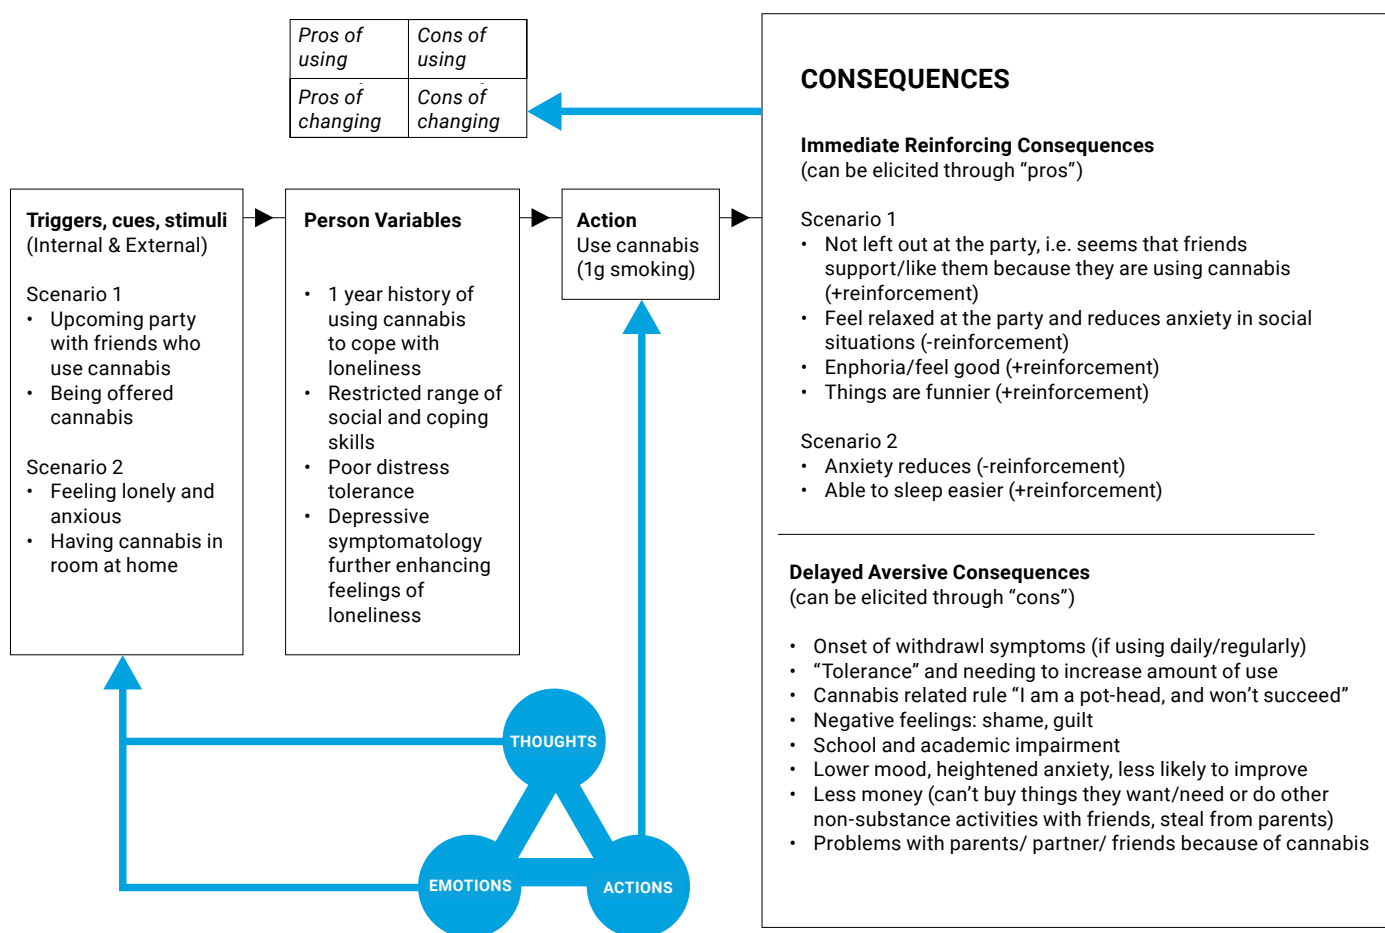 Pros of
using
Cons of
using
Pros of
changing
Cons of
changing
Triggers, cues, stimuli
(Internal & External)
Scenario 1
• Upcoming party
with friends who
use cannabis
• Being offered
cannabis
Scenario 2
• Feeling lonely and
anxious
• Having cannabis in
room at home
Person Variables
• 1 year history of
using cannabis
to cope with
loneliness
• Restricted range of
social and coping
skills
• Poor distress
tolerance
• Depressive
symptomatology
further enhancing
feelings of
loneliness
Action
Use cannabis
(1g smoking)
CONSEQUENCES
Immediate Reinforcing Consequences
(can be elicited through “pros”)
Scenario 1
• Not left out at the party, i.e. seems that friends
support/like them because they are using cannabis
(+reinforcement)
• Feel relaxed at the party and reduces anxiety in social
situations (-reinforcement)
• Enphoria/feel good (+reinforcement)
• Things are funnier (+reinforcement)
Scenario 2
• Anxiety reduces (-reinforcement)
• Able to sleep easier (+reinforcement)
Delayed Aversive Consequences
(can be elicited through “cons”)
• Onset of withdrawl symptoms (if using daily/regularly)
• “Tolerance” and needing to increase amount of use
• Cannabis related rule “I am a pot-head, and won’t succeed”
• Negative feelings: shame, guilt
• School and academic impairment
• Lower mood, heightened anxiety, less likely to improve
• Less money (can’t buy things they want/need or do other
non-substance activities with friends, steal from parents)
• Problems with parents/ partner/ friends because of cannabis
THOUGHTS
EMOTIONS
ACTIONS